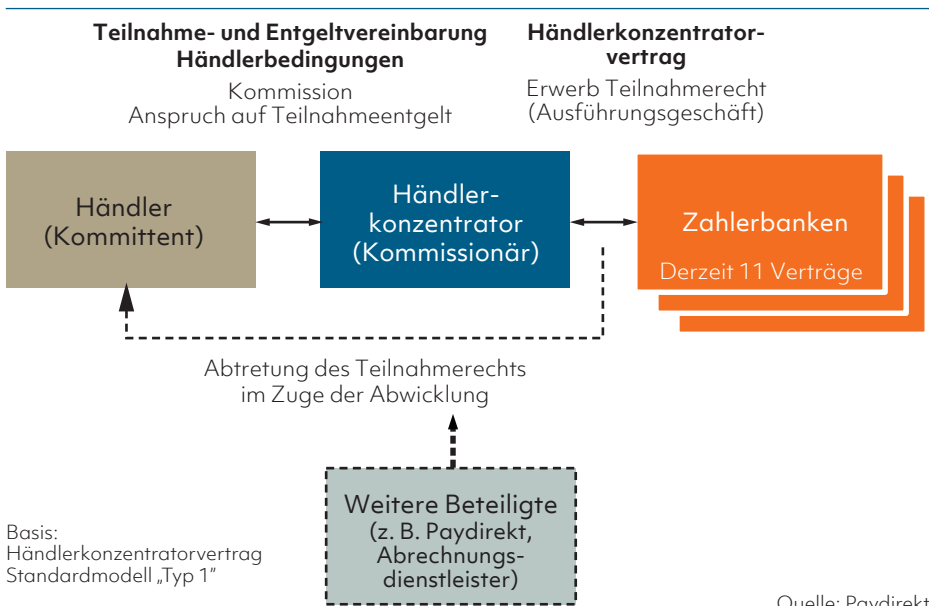 Teilnahme- und Entgeltvereinbarung
Händlerbedingungen
Kommission
Anspruch auf Teilnahmeentgelt
Händlerkonzentrator-
vertrag
Erwerb Teilnahmerecht
(Ausführungsgeschäft)
Händler
(Kommittent)
Händler-
konzentrator
(Kommissionär)
Zahlerbanken
Derzeit 11 Verträge
Abtretung des Teilnahmerechts
im Zuge der Abwicklung
Weitere Beteiligte
(z. B. Paydirekt,
Abrechnungs-
dienstleister)
Basis:
Händlerkonzentratorvertrag
Standardmodell „Typ 1”
Quelle: Paydirekt